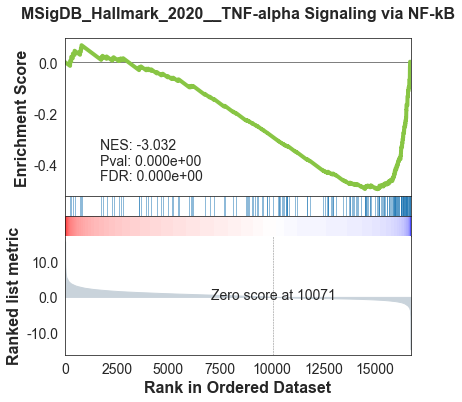 MSigDB_Hallmark_2020__TNF-alpha Signaling via NF-kB
Enrichment Score
0.0
-0.2
-0.4
NES: -3.032
Pval: 0.000e+00
FDR: 0.000e+00
Ranked list metric
10.0
0.0
-10.0
Zero score at 10071
0 2500 5000 7500 10000 12500 15000
Rank in Ordered Dataset